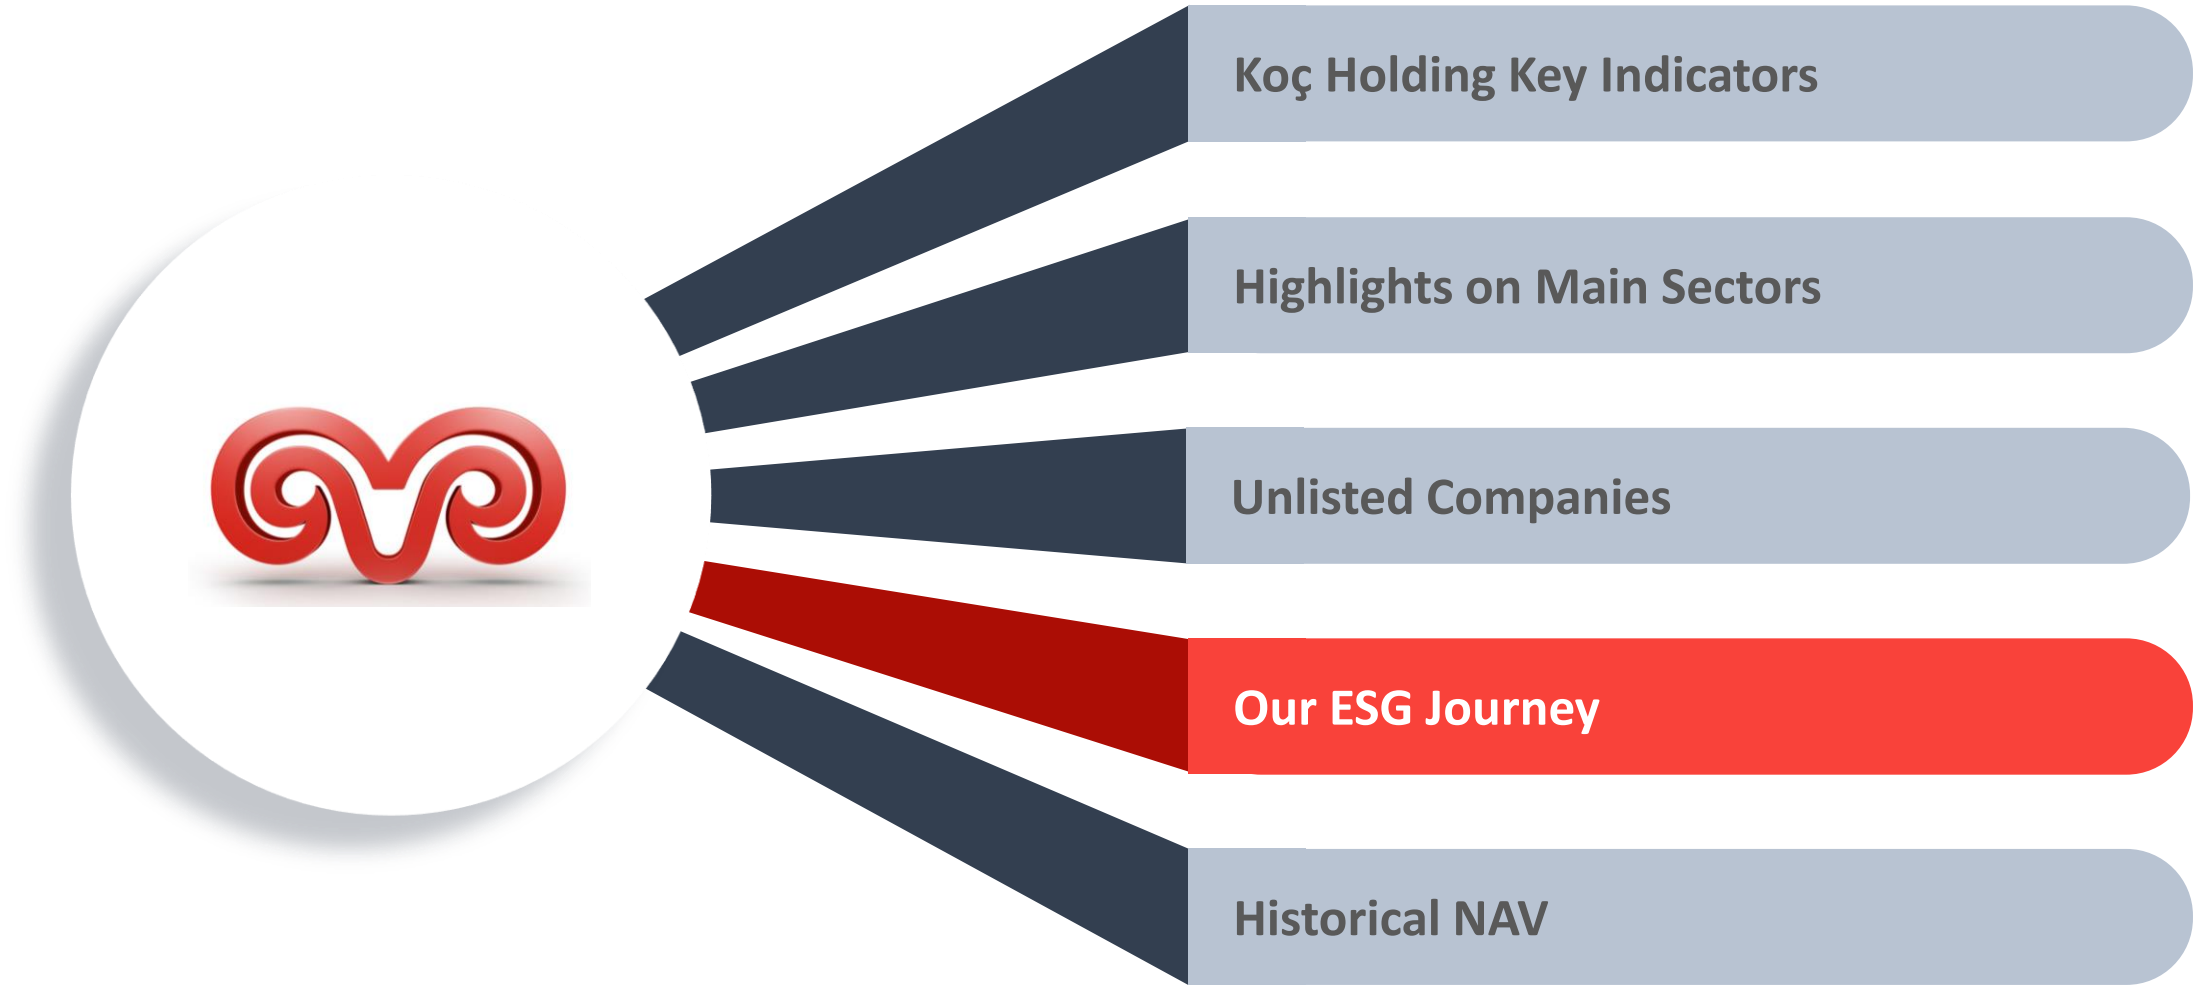 Koç Holding Key Indicators
Highlights on Main Sectors
Unlisted Companies
Our ESG Journey
Historical NAV